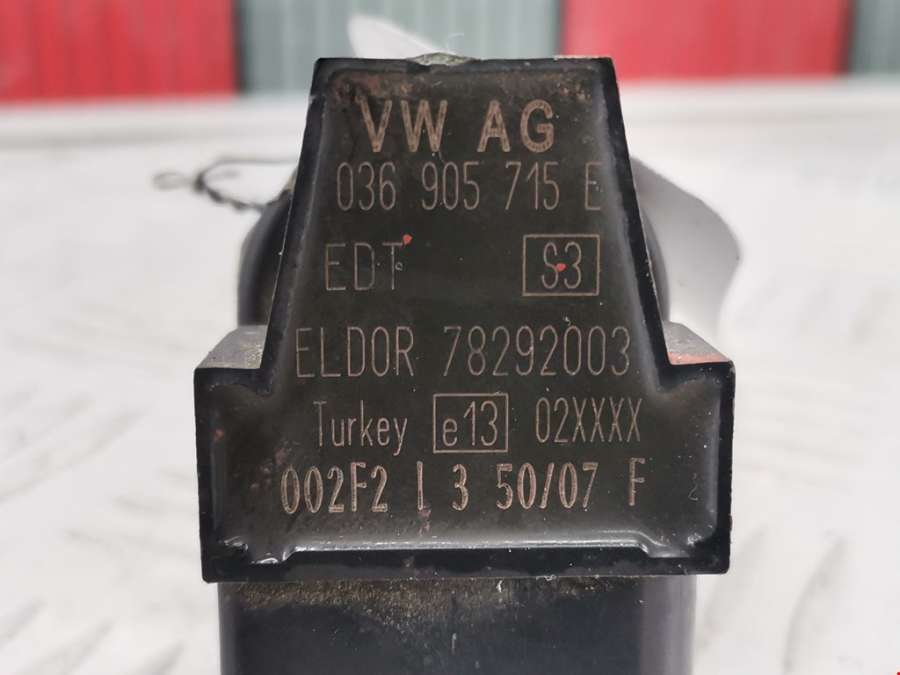 VW AG
036 905 715 E
EDT S3
ELDOR 78292003
Turkey e13 02XXXX
002F2 L 3 50/07 F